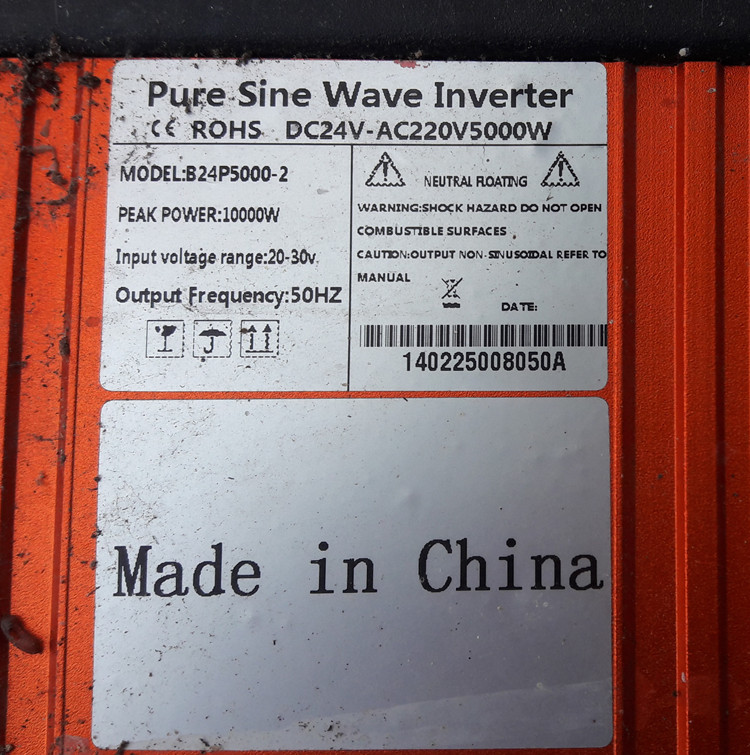 Pure Sine Wave Inverter
CE ROHS DC24V-AC220V5000W
MODEL:B24P5000-2
PEAK POWER:10000W
Input voltage range:20-30v
Output Frequency:50HZ
NEUTRAL FLOATING
WARNING:SHOCK HAZARD DO NOT OPEN
COMBUSTIBLE SURFACES
CAUTION:OUTPUT NON-SINUSOIDAL REFER TO
MANUAL
DATE:
140225008050A
Made in China